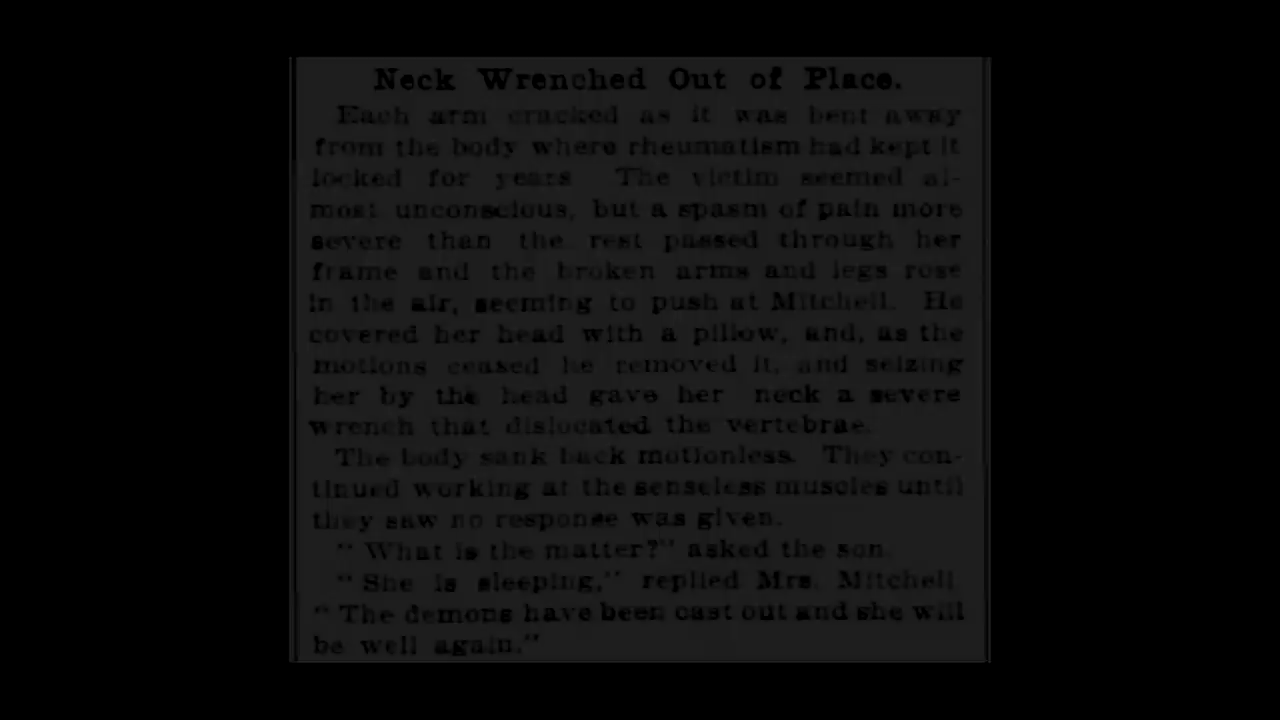 Neck Wrenched Out of Place.
Each arm cracked as it was bent away
from the body where rheumatism had kept it
locked for years The victim seemed al-
most unconscious, but a spasm of pain more
severe than the rest passed through her
frame and the broken arms and legs rose
in the air, seeming to push at Mitchell. He
covered her head with a pillow, and, as the
motions ceased he removed it, and seizing
her by the head gave her neck a severe
wrench that dislocated the vertebrae.
The body sank back motionless. They con-
tinued working at the senseless muscles until
they saw no response was given.
" What is the matter?" asked the son.
" She is sleeping," replied Mrs. Mitchell
" The demons have been cast out and she will
be well again."